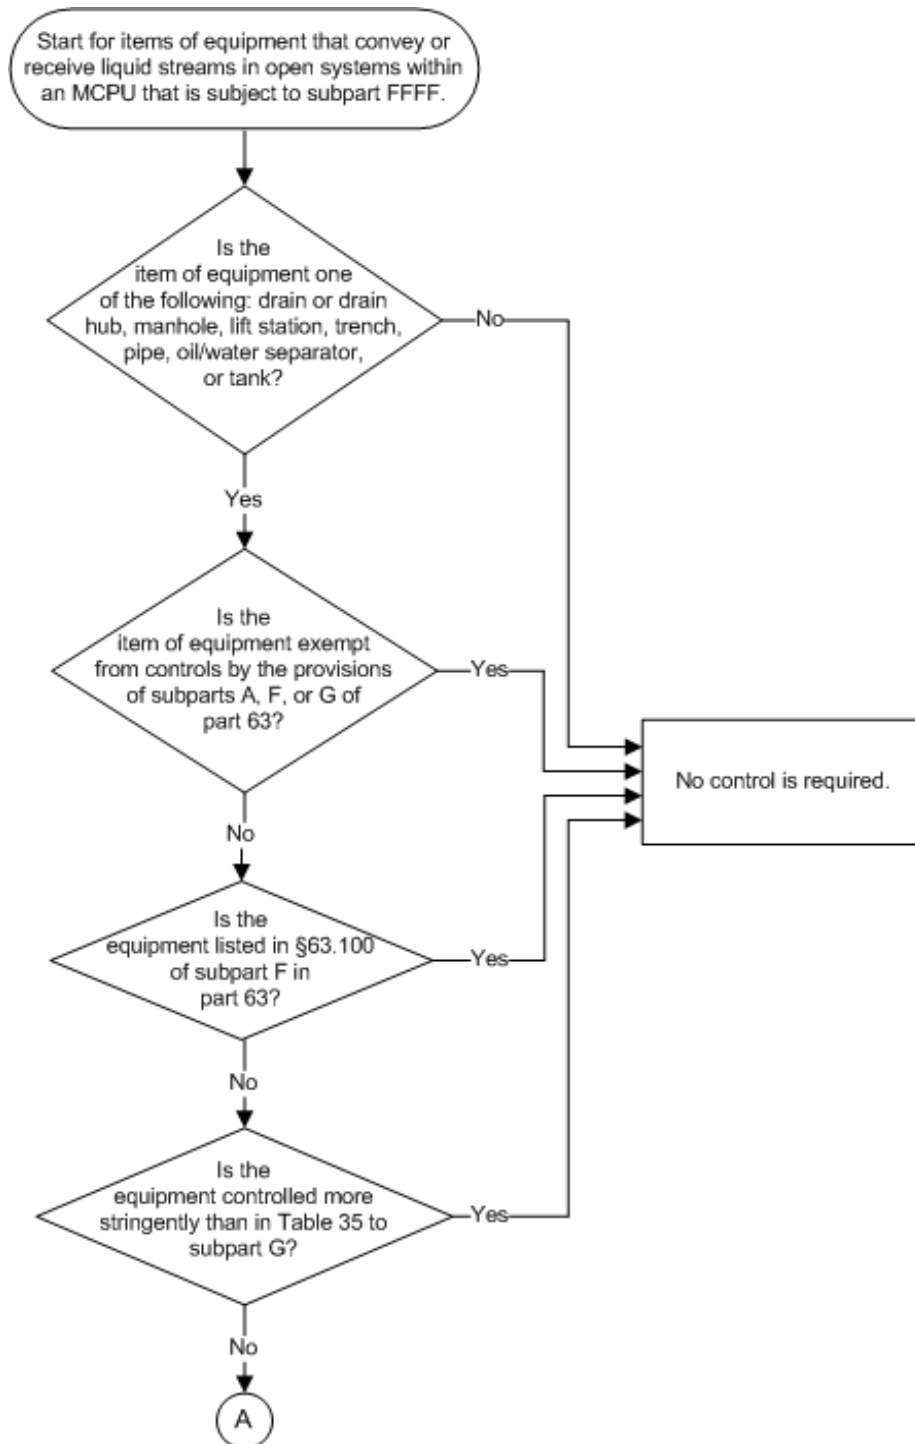 Start for items of equipment that convey or
receive liquid streams in open systems within
an MCPU that is subject to subpart FFFF.
Is the
item of equipment one
of the following: drain or drain
hub, manhole, lift station, trench,
pipe, oil/water separator,
or tank?
No
Yes
Is the
item of equipment exempt
from controls by the provisions
of subparts A, F, or G of
part 63?
Yes
No control is required.
No
Is the
equipment listed in §63.100
of subpart F in
part 63?
Yes
No
Is the
equipment controlled more
stringently than in Table 35 to
subpart G?
Yes
No
A